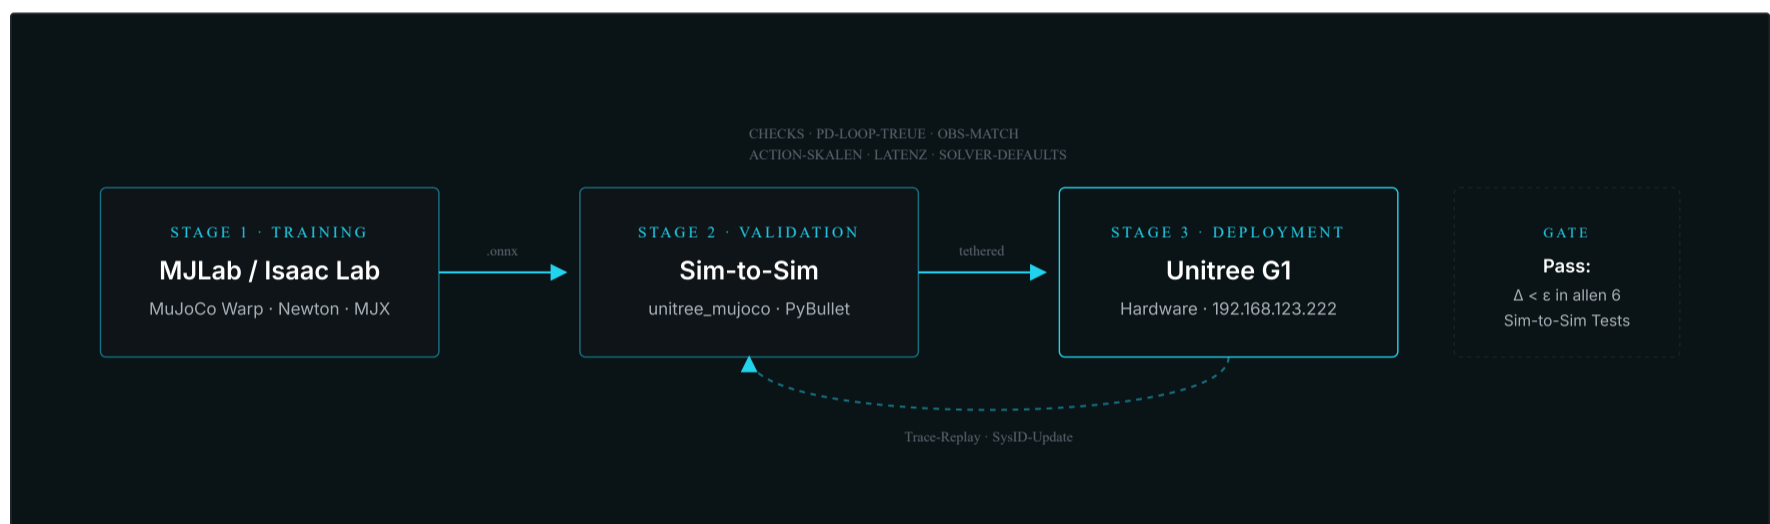 CHECKS · PD-LOOP-TREUE · OBS-MATCH
ACTION-SKALEN · LATENZ · SOLVER-DEFAULTS
STAGE 1 · TRAINING
MJLab / Isaac Lab
MuJoCo Warp · Newton · MJX
.onnx
STAGE 2 · VALIDATION
Sim-to-Sim
unitree_mujoco · PyBullet
tethered
STAGE 3 · DEPLOYMENT
Unitree G1
Hardware · 192.168.123.222
GATE
Pass:
Δ < ε in allen 6
Sim-to-Sim Tests
Trace-Replay · SysID-Update